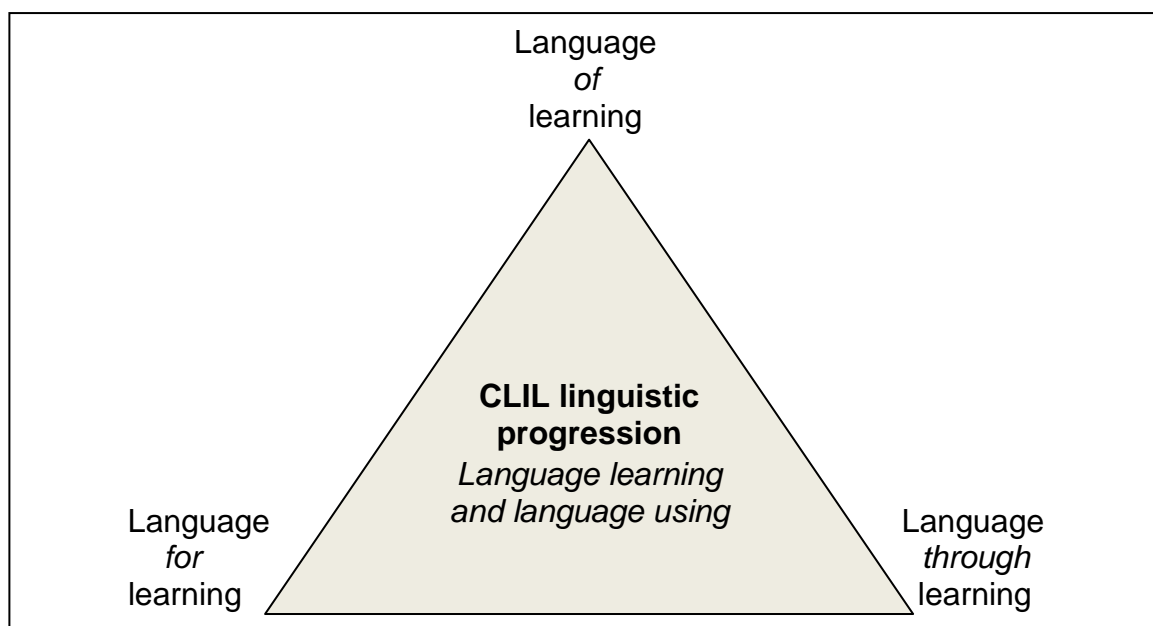 Language
of
learning
CLIL linguistic
progression
Language learning
and language using
Language
for
learning
Language
through
learning